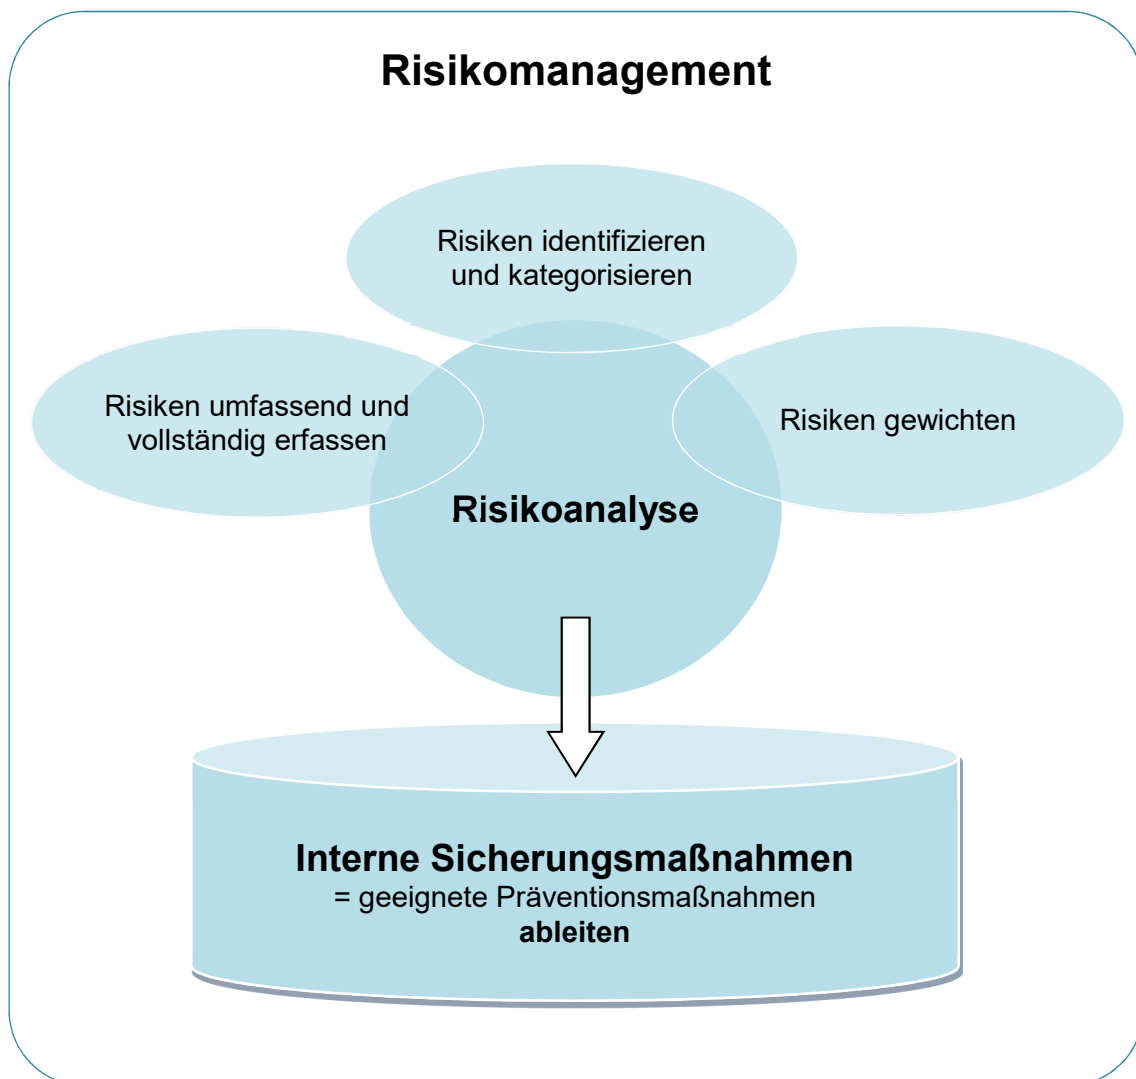 Risikomanagement
Risiken identifizieren
und kategorisieren
Risiken umfassend und
vollständig erfassen
Risiken gewichten
Risikoanalyse
Interne Sicherungsmaßnahmen
= geeignete Präventionsmaßnahmen
ableiten